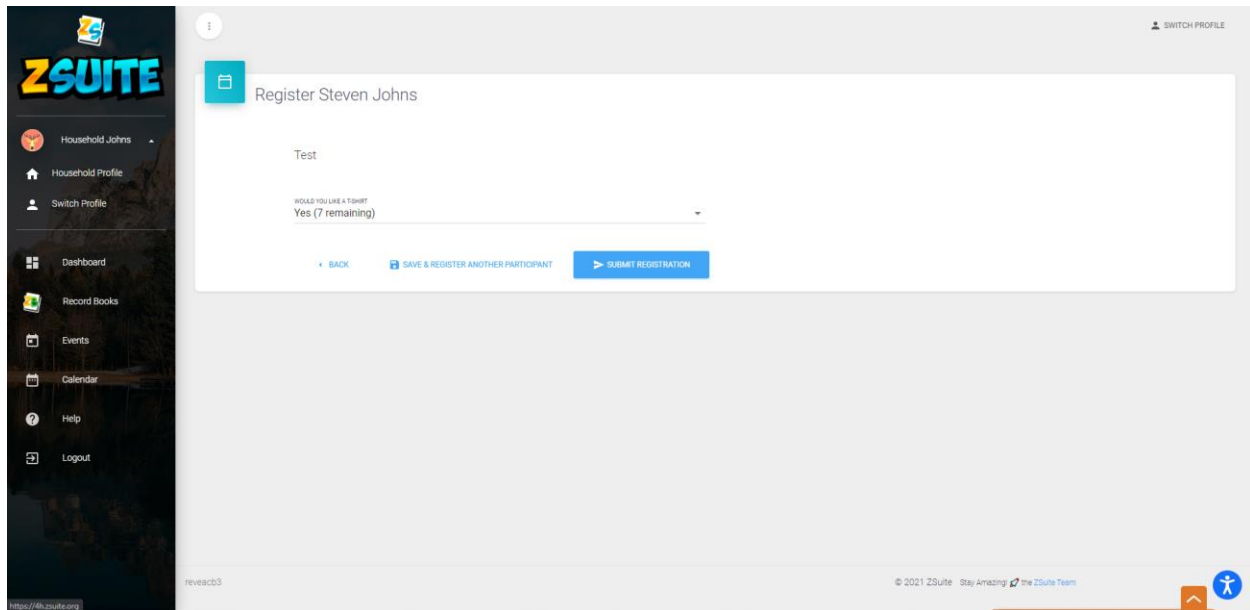 ZS
SWITCH PROFILE
ZSUITE
Register Steven Johns
Household Johns
Test
Household Profile
WOULD YOU LIKE A T-SHIRT
Switch Profile
Yes (7 remaining)
Dashboard
BACK
SAVE & REGISTER ANOTHER PARTICIPANT
SUBMIT REGISTRATION
Record Books
Events
Calendar
Help
Logout
reveacb3
© 2021 ZSuite Stay Amazing! the ZSuite Team
https://4h.zsuite.org